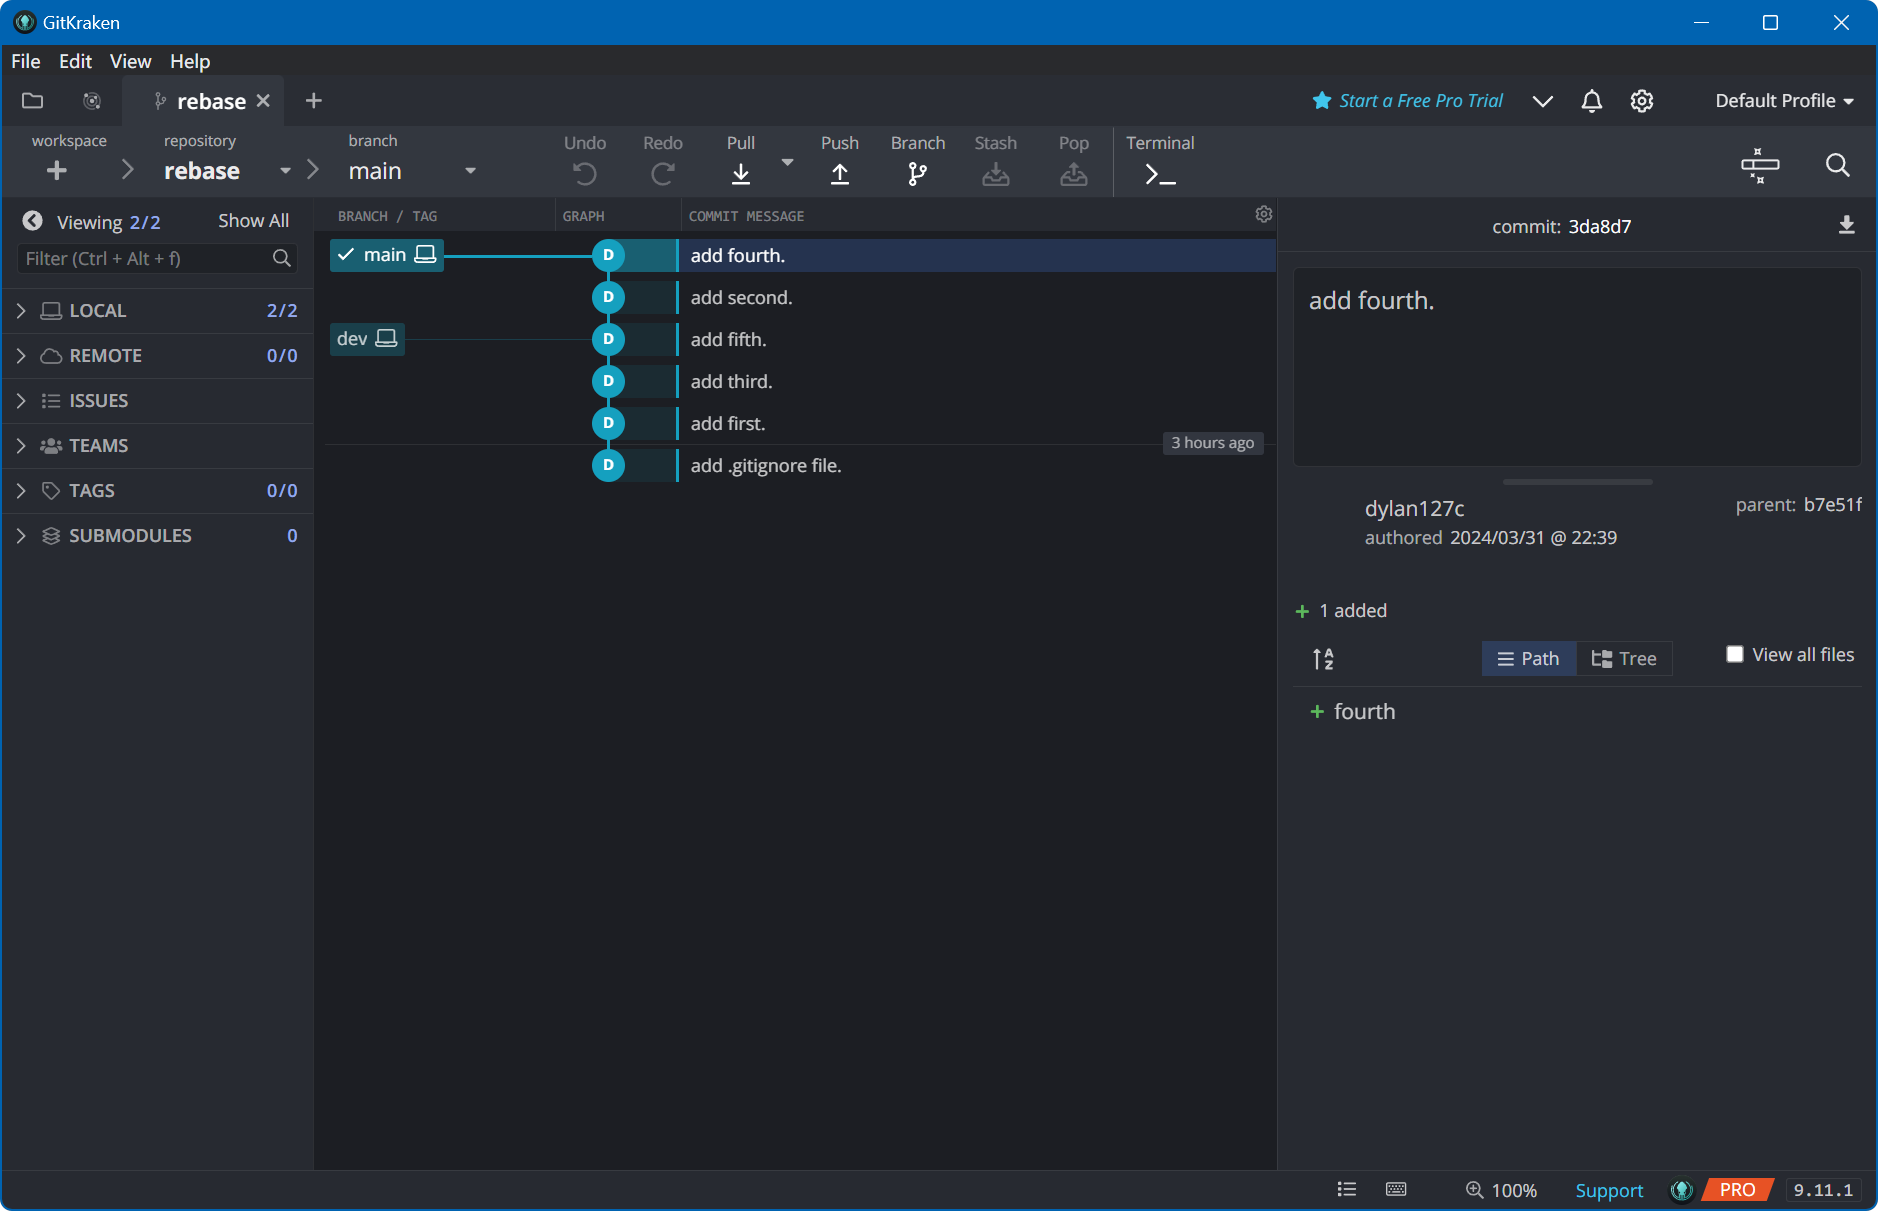 GitKraken
File Edit View Help
rebase
Start a Free Pro Trial
Default Profile
workspace
repository
rebase
branch
main
Undo Redo Pull Push Branch Stash Pop Terminal
Viewing 2/2 Show All
Filter (Ctrl + Alt + f)
LOCAL 2/2
REMOTE 0/0
ISSUES
TEAMS
TAGS 0/0
SUBMODULES 0
BRANCH / TAG GRAPH COMMIT MESSAGE
main D add fourth.
D add second.
dev D add fifth.
D add third.
D add first.
3 hours ago
D add .gitignore file.
commit: 3da8d7
add fourth.
dylan127c
parent: b7e51f
authored 2024/03/31 @ 22:39
1 added
A
Z
Path Tree View all files
fourth
100% Support PRO 9.11.1